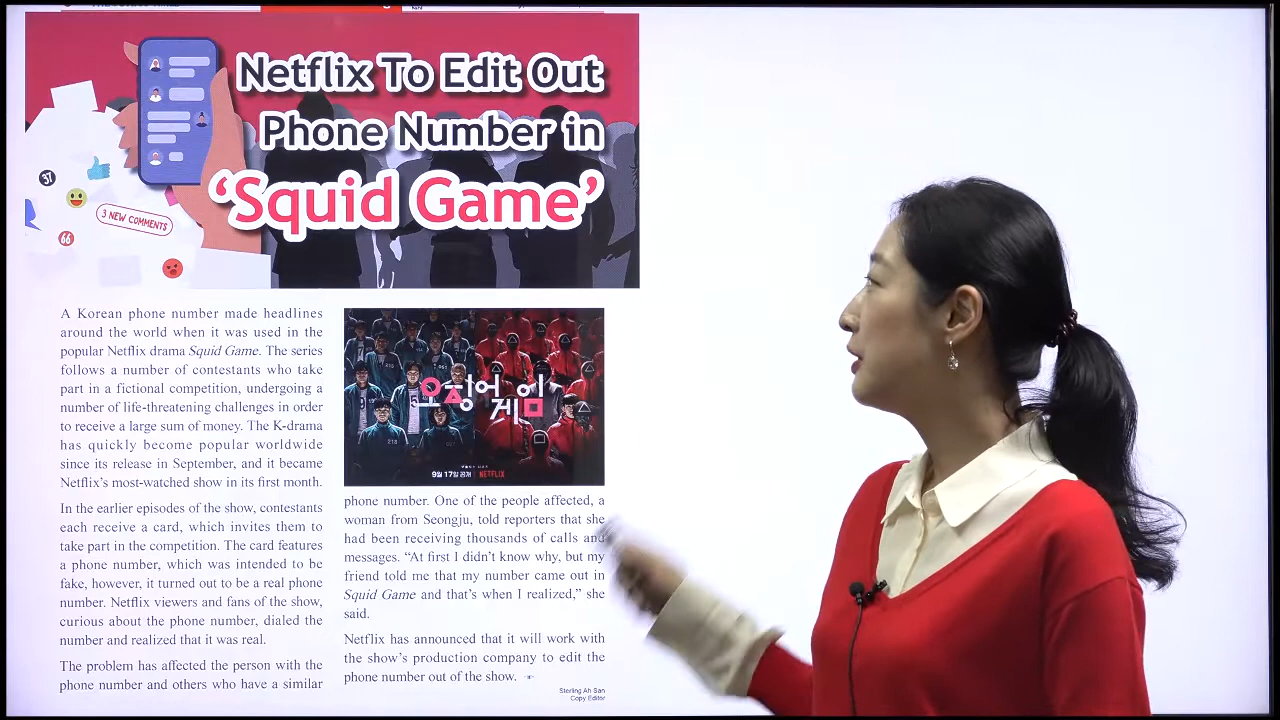 Netflix To Edit Out
Phone Number in
‘Squid Game’
37
3 NEW COMMENTS
66
A Korean phone number made headlines
around the world when it was used in the
popular Netflix drama Squid Game. The series
follows a number of contestants who take
part in a fictional competition, undergoing a
number of life-threatening challenges in order
to receive a large sum of money. The K-drama
has quickly become popular worldwide
since its release in September, and it became
Netflix’s most-watched show in its first month.
In the earlier episodes of the show, contestants
each receive a card, which invites them to
take part in the competition. The card features
a phone number, which was intended to be
fake, however, it turned out to be a real phone
number. Netflix viewers and fans of the show,
curious about the phone number, dialed the
number and realized that it was real.
The problem has affected the person with the
phone number and others who have a similar
오징어
게임
9월 17일 공개
NETFLIX
phone number. One of the people affected, a
woman from Seongju, told reporters that she
had been receiving thousands of calls and
messages. “At first I didn’t know why, but my
friend told me that my number came out in
Squid Game and that’s when I realized,” she
said.
Netflix has announced that it will work with
the show’s production company to edit the
phone number out of the show.
Sterling Ah San
Copy Editor